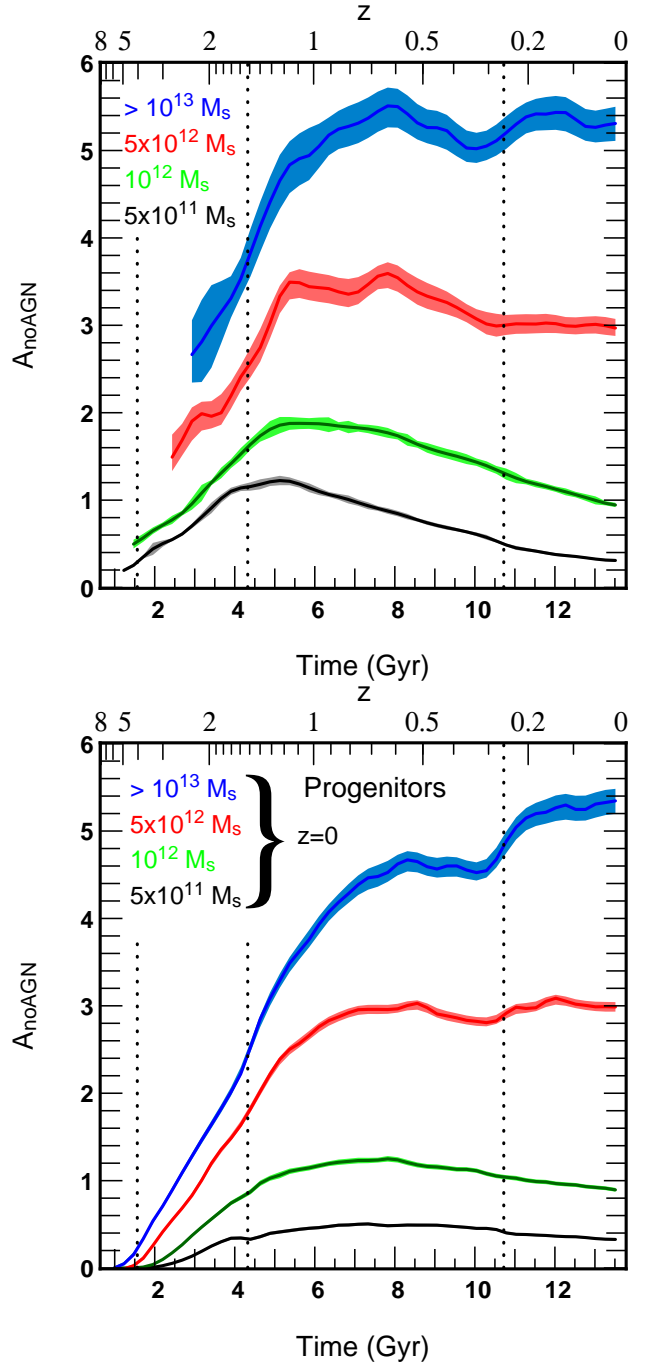 z
8 5 2 1 0.5 0.2 0
6
> 10¹³ Mₛ
5x10¹² Mₛ
10¹² Mₛ
5x10¹¹ Mₛ
5
4
3
2
1
0
A_noAGN
2 4 6 8 10 12
Time (Gyr)
z
8 5 2 1 0.5 0.2 0
6
> 10¹³ Mₛ
5x10¹² Mₛ
10¹² Mₛ
5x10¹¹ Mₛ
}
z=0
Progenitors
5
4
3
2
1
0
A_noAGN
2 4 6 8 10 12
Time (Gyr)